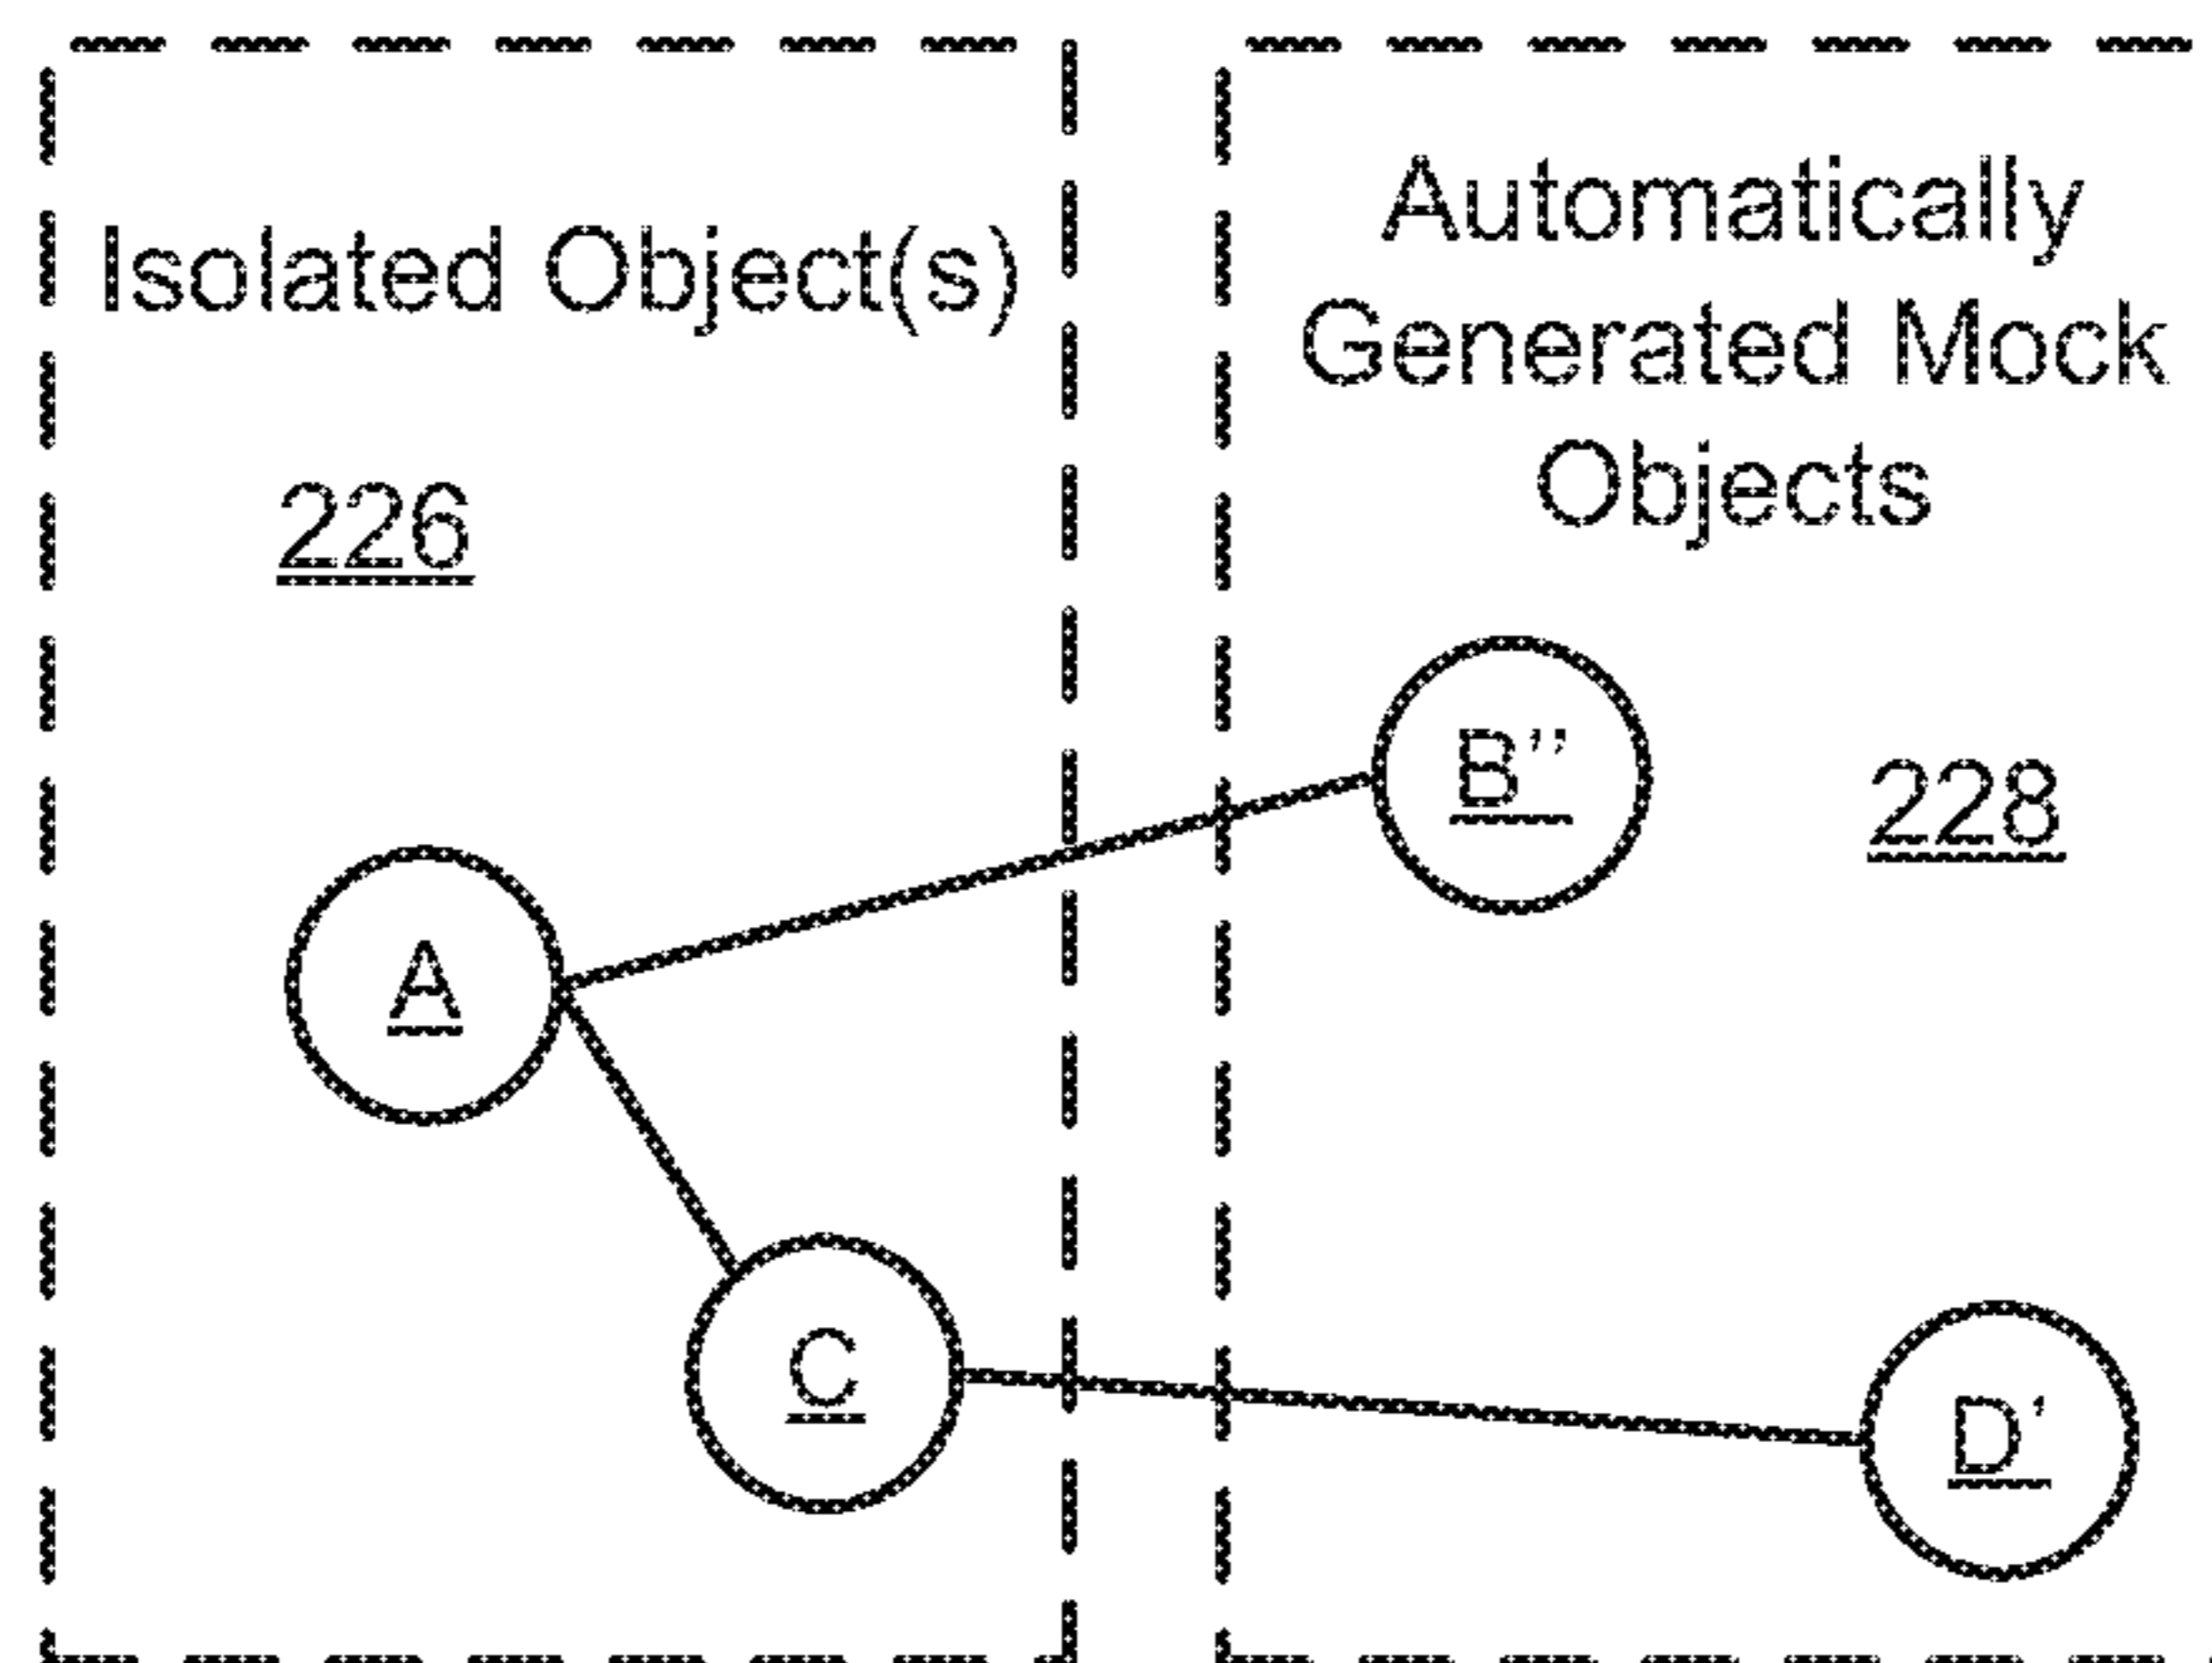 Isolated Object(s)
226
A
C
Automatically
Generated Mock
Objects
B’’
228
D'